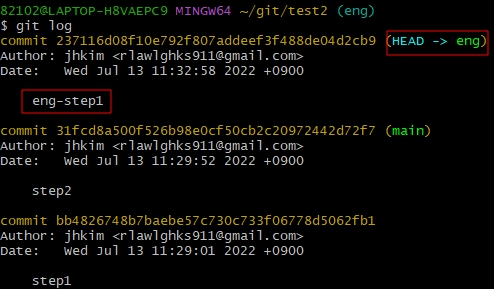 82102@LAPTOP-H8VAEPC9 MINGW64 ~/git/test2 (eng)
$ git log
commit 237116d08f10e792f807addeef3f488de04d2cb9 (HEAD -> eng)
Author: jhkim <rlawlghks911@gmail.com>
Date:   Wed Jul 13 11:32:58 2022 +0900
eng-step1
commit 31fcd8a500f526b98e0cf50cb2c20972442d72f7 (main)
Author: jhkim <rlawlghks911@gmail.com>
Date:   Wed Jul 13 11:29:52 2022 +0900
step2
commit bb4826748b7baebe57c730c733f06778d5062fb1
Author: jhkim <rlawlghks911@gmail.com>
Date:   Wed Jul 13 11:29:01 2022 +0900
step1